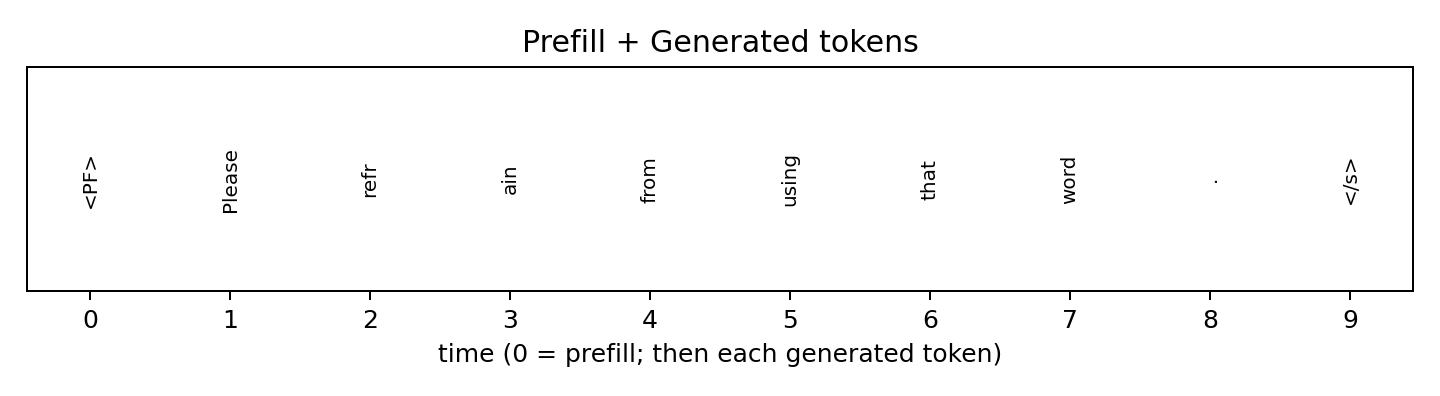 Prefill + Generated tokens
<PF> Please refr ain from using that word . </s>
0 1 2 3 4 5 6 7 8 9
time (0 = prefill; then each generated token)